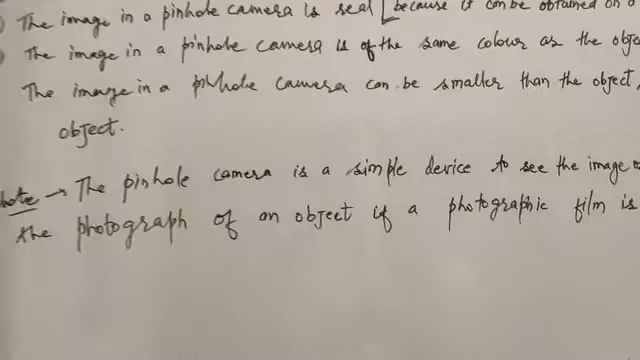 ) The image in a pinhole camera is real [because it can be obtained on a
) The image in a pinhole camera is of the same colour as the obje
The image in a pinhole camera can be smaller than the object,
object.
Note → The pinhole camera is a simple device to see the image o
the photograph of an object if a photographic film is